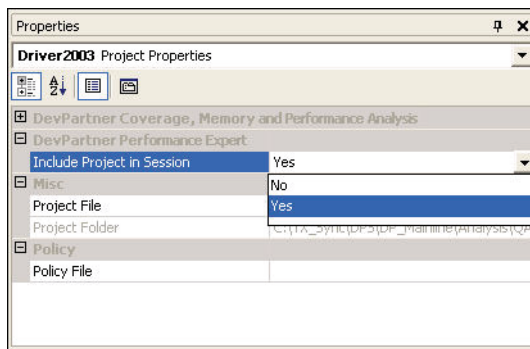 Properties
Driver2003 Project Properties
DevPartner Coverage, Memory and Performance Analysis
DevPartner Performance Expert
Include Project in Session Yes
Misc No
Project File Yes
Project Folder
Policy
Policy File